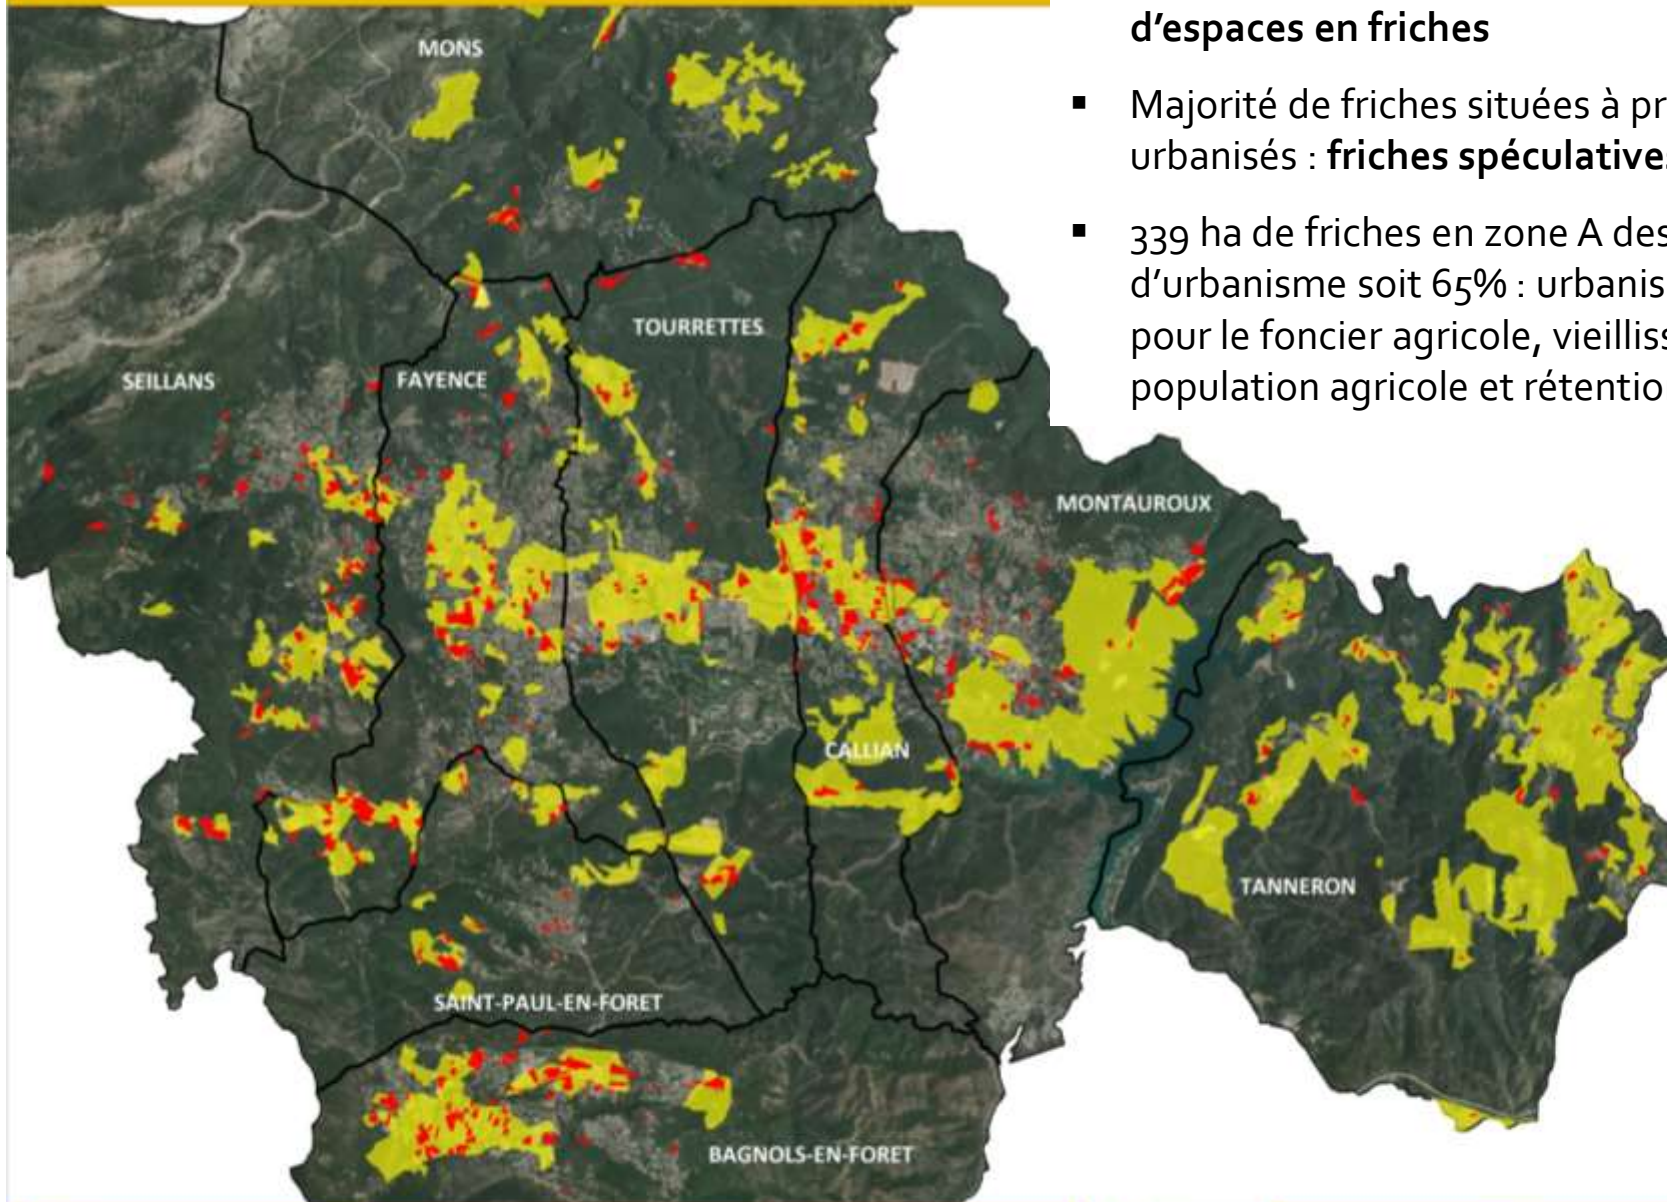 d'espaces en friches
▪ Majorité de friches situées à pr
urbanisés : friches spéculatives
▪ 339 ha de friches en zone A des
d'urbanisme soit 65% : urbanis
pour le foncier agricole, vieilliss
population agricole et rétentio
MONS
TOURRETTES
SEILLANS
FAYENCE
MONTAUROUX
CALLIAN
TANNERON
SAINT-PAUL-EN-FORET
BAGNOLS-EN-FORET